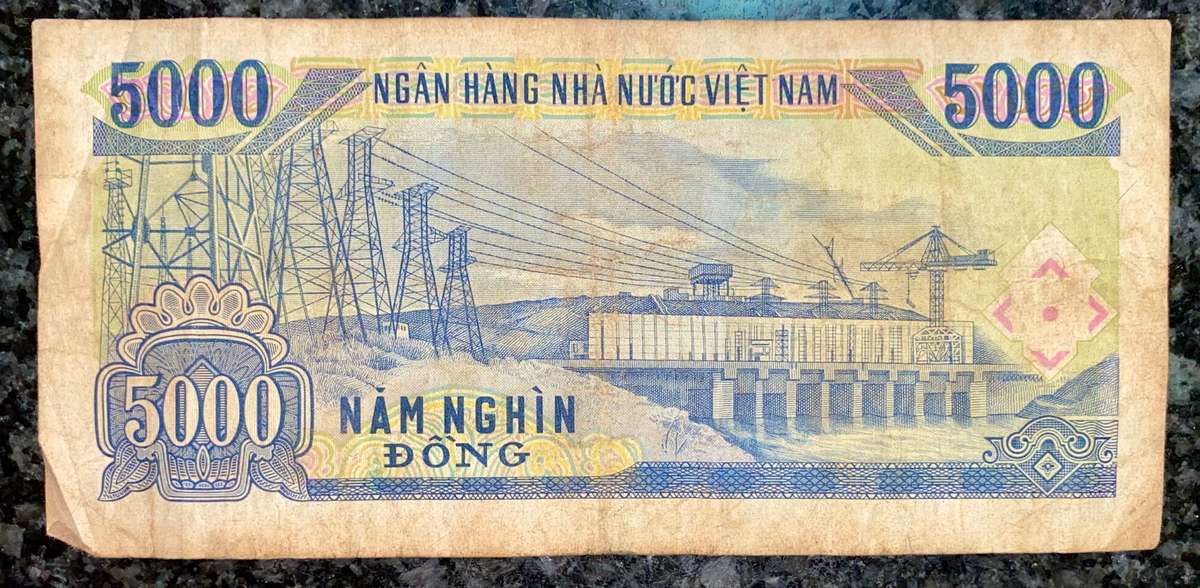 5000 NGÂN HÀNG NHÀ NƯỚC VIỆT NAM 5000
5000
NĂM NGHÌN
ĐỒNG